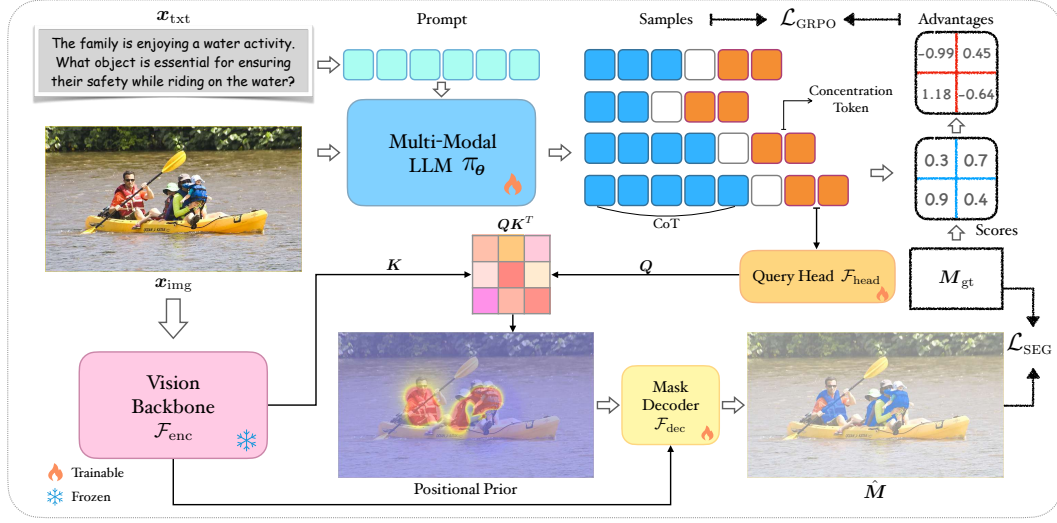 x_txt
The family is enjoying a water activity.
What object is essential for ensuring
their safety while riding on the water?
Prompt
Samples
ℒ_GRPO
Advantages
-0.99 0.45
1.18 -0.64
Concentration
Token
Multi-Modal
LLM π_θ
CoT
0.3 0.7
0.9 0.4
Scores
x_img
QK^T
K
Q
Query Head ℱ_head
M_gt
ℒ_SEG
Vision
Backbone
ℱ_enc
Mask
Decoder
ℱ_dec
Trainable
Frozen
Positional Prior
M̂